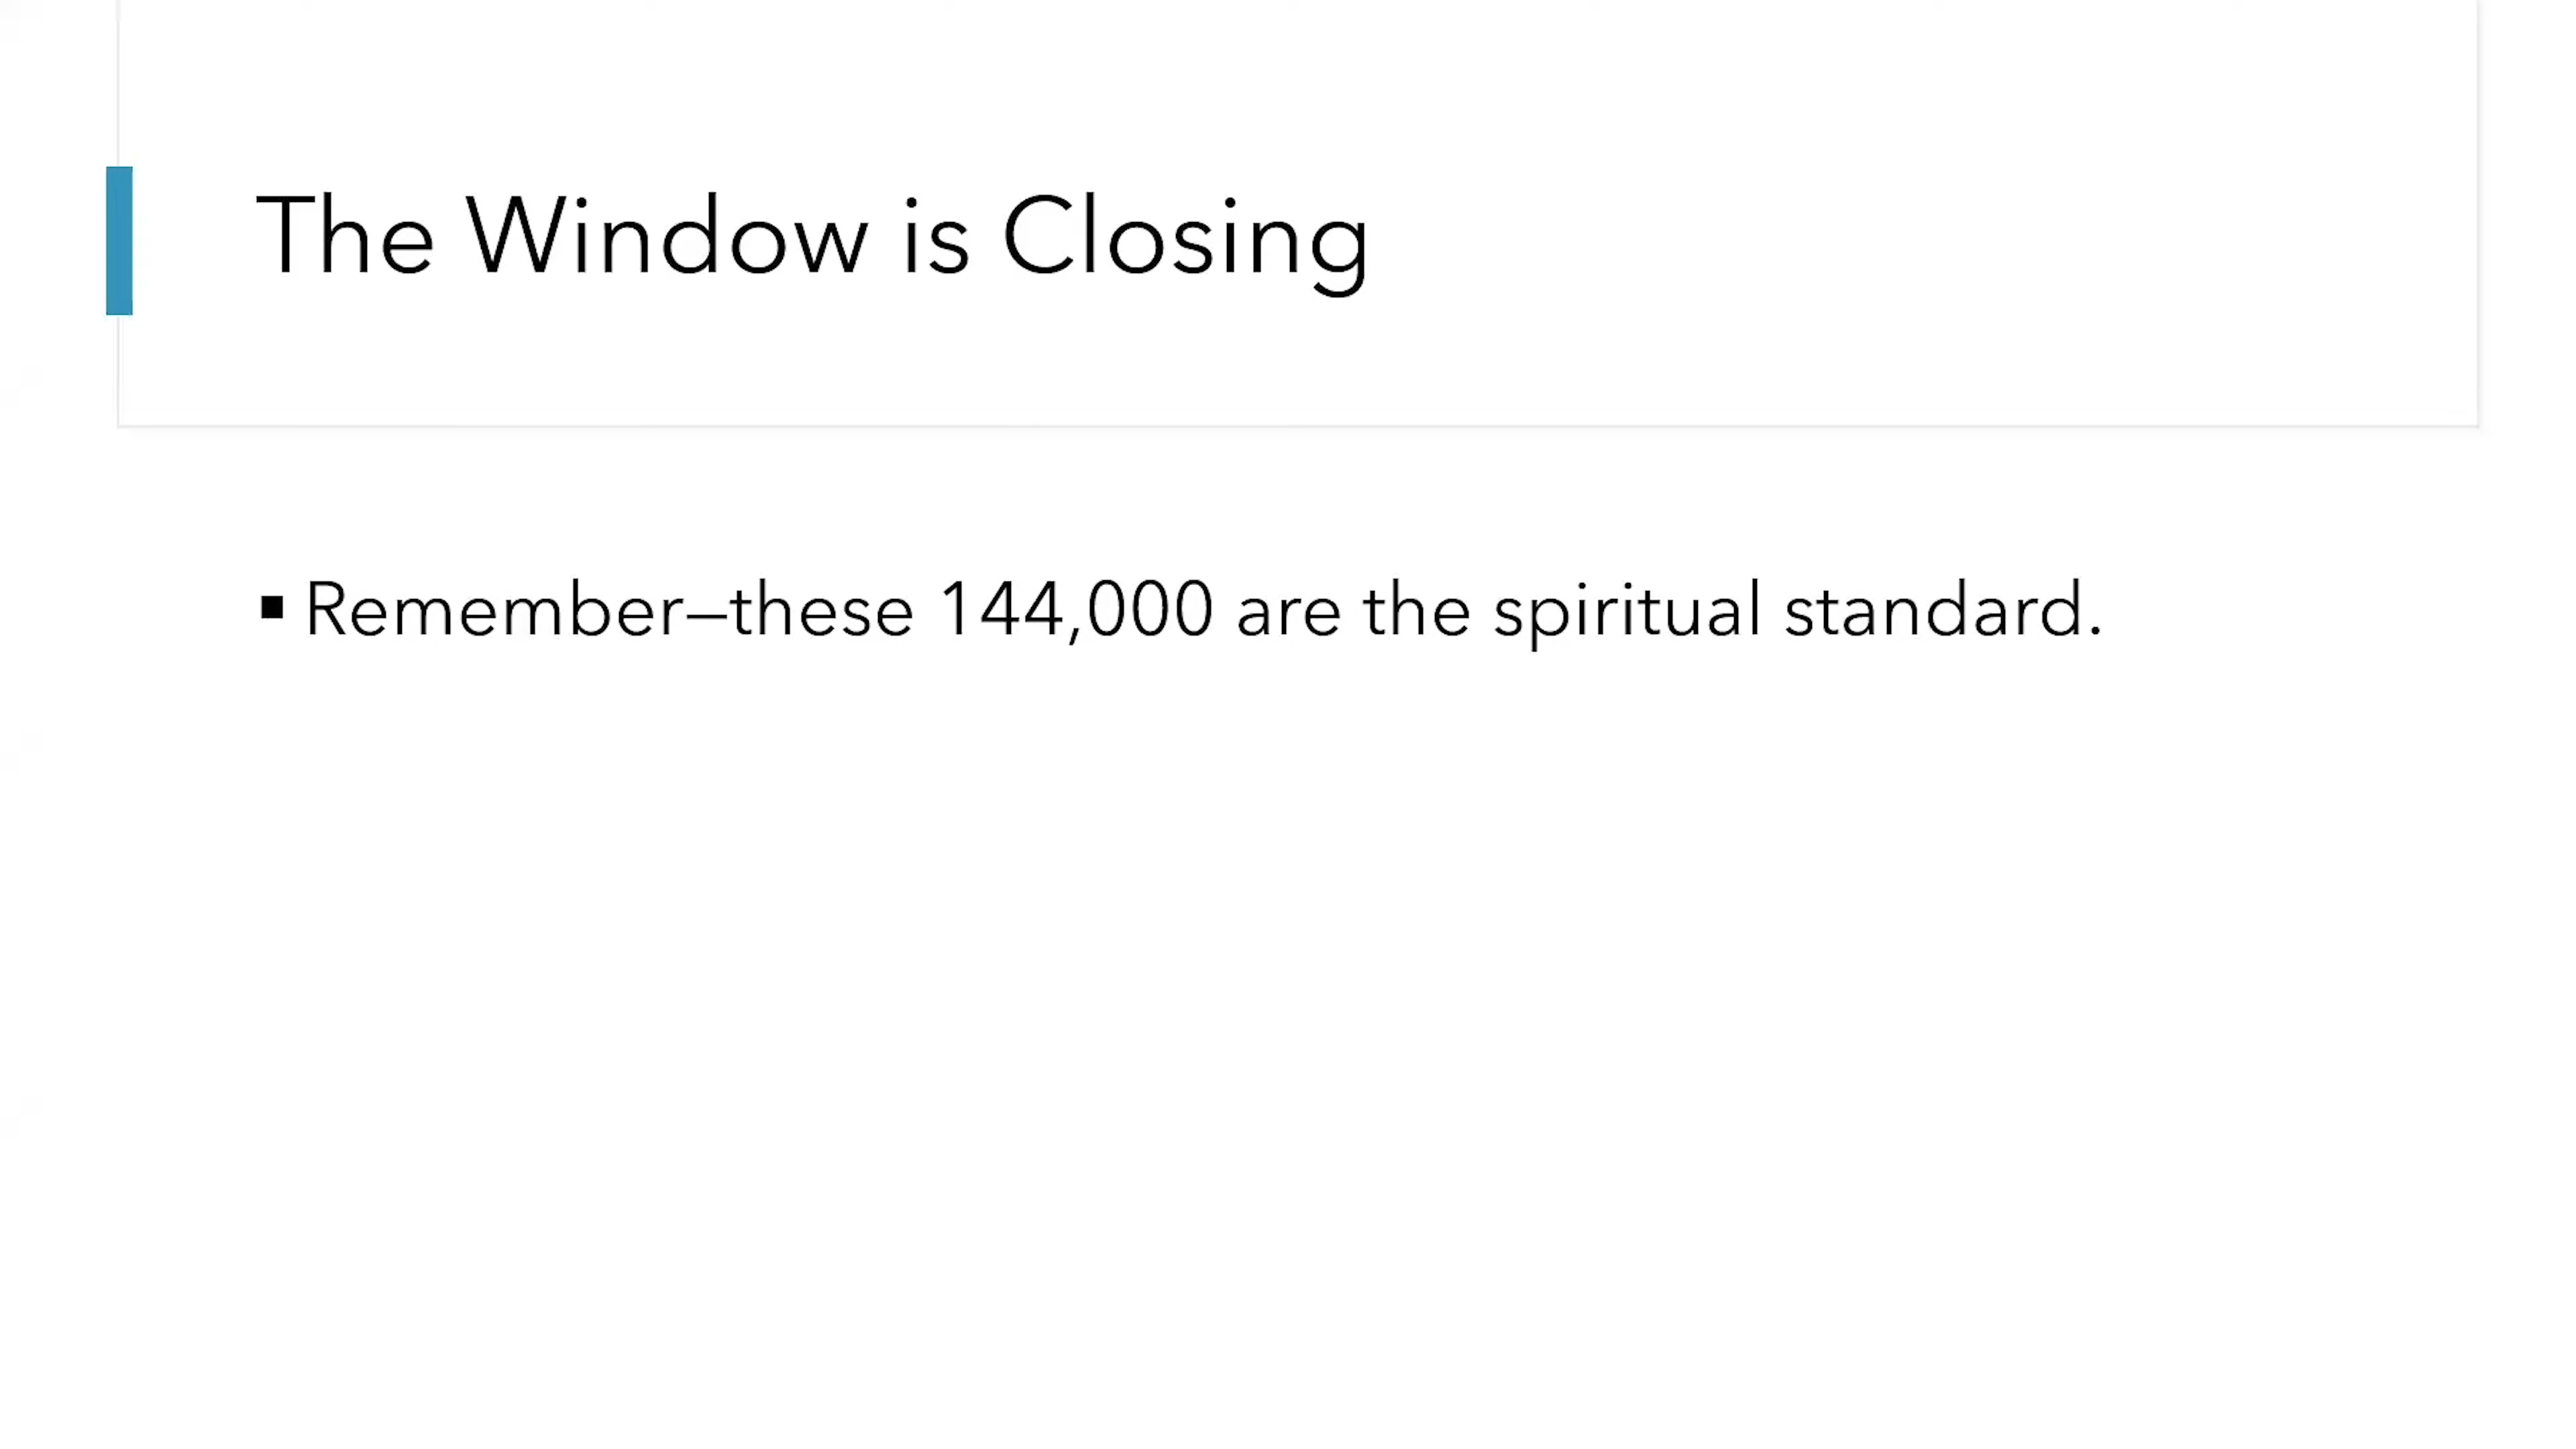 The Window is Closing
▪ Remember–these 144,000 are the spiritual standard.